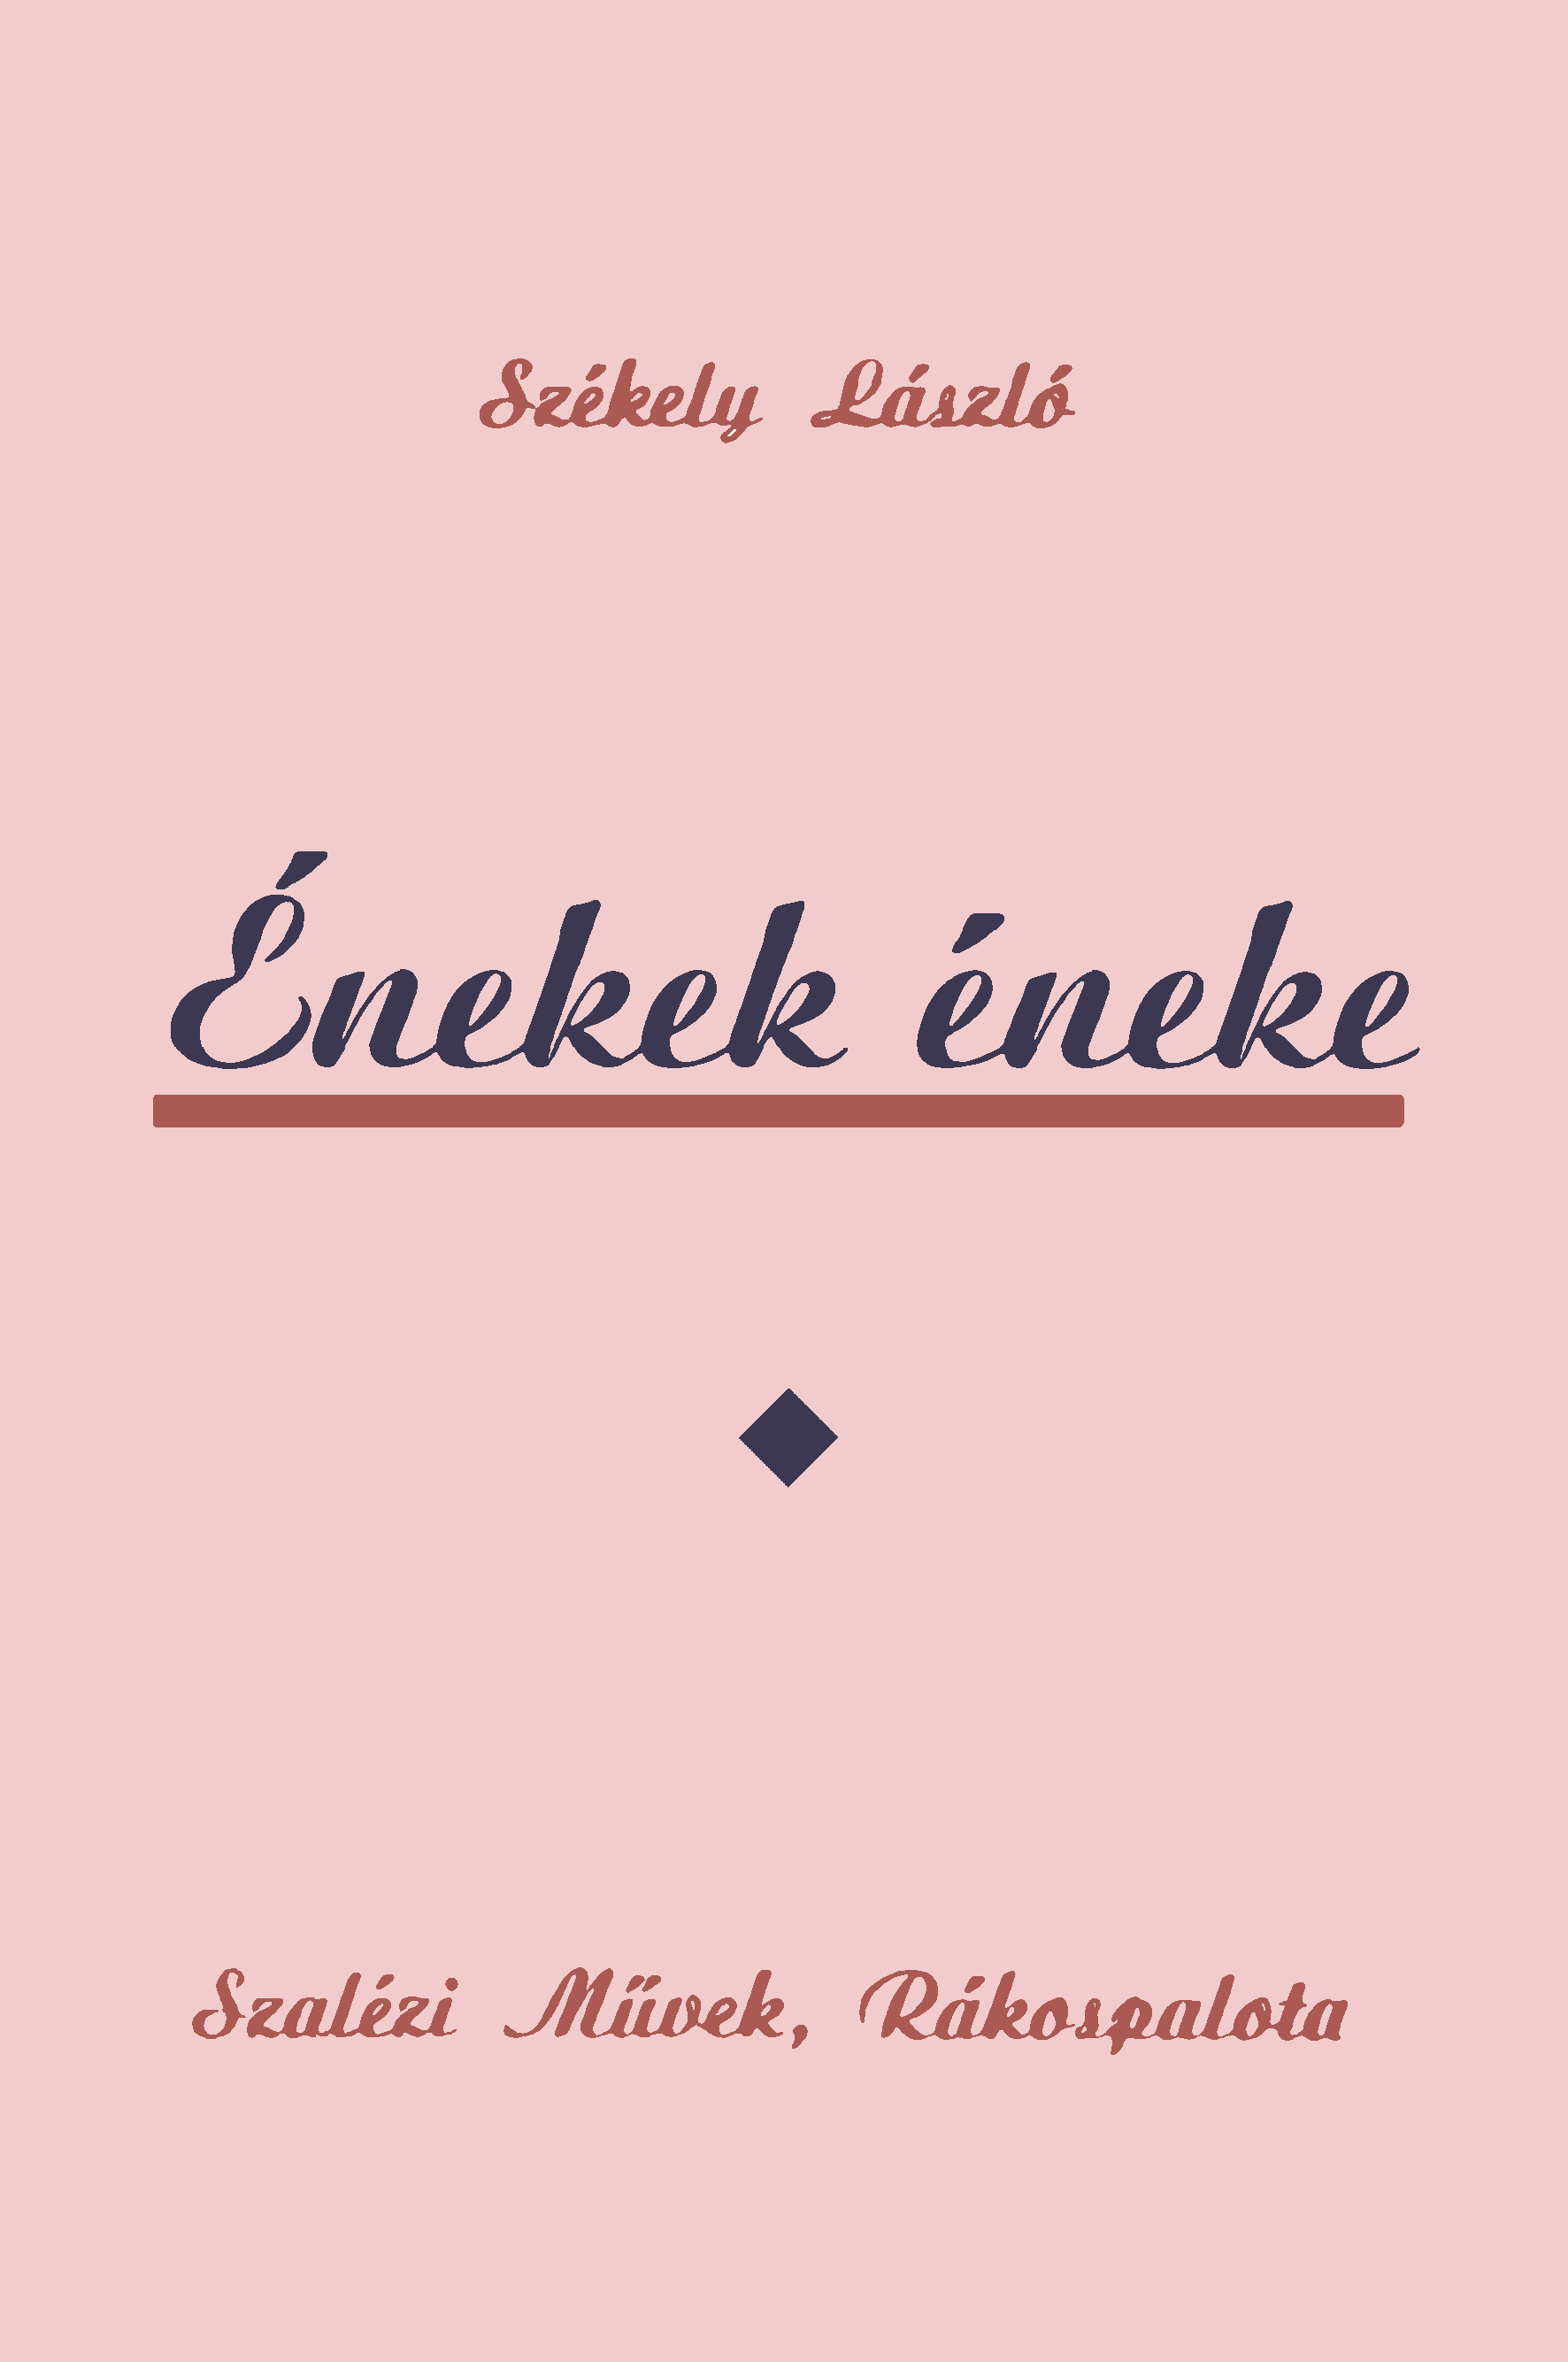 Székely László
Énekek éneke
Szalézi Művek, Rákospalota